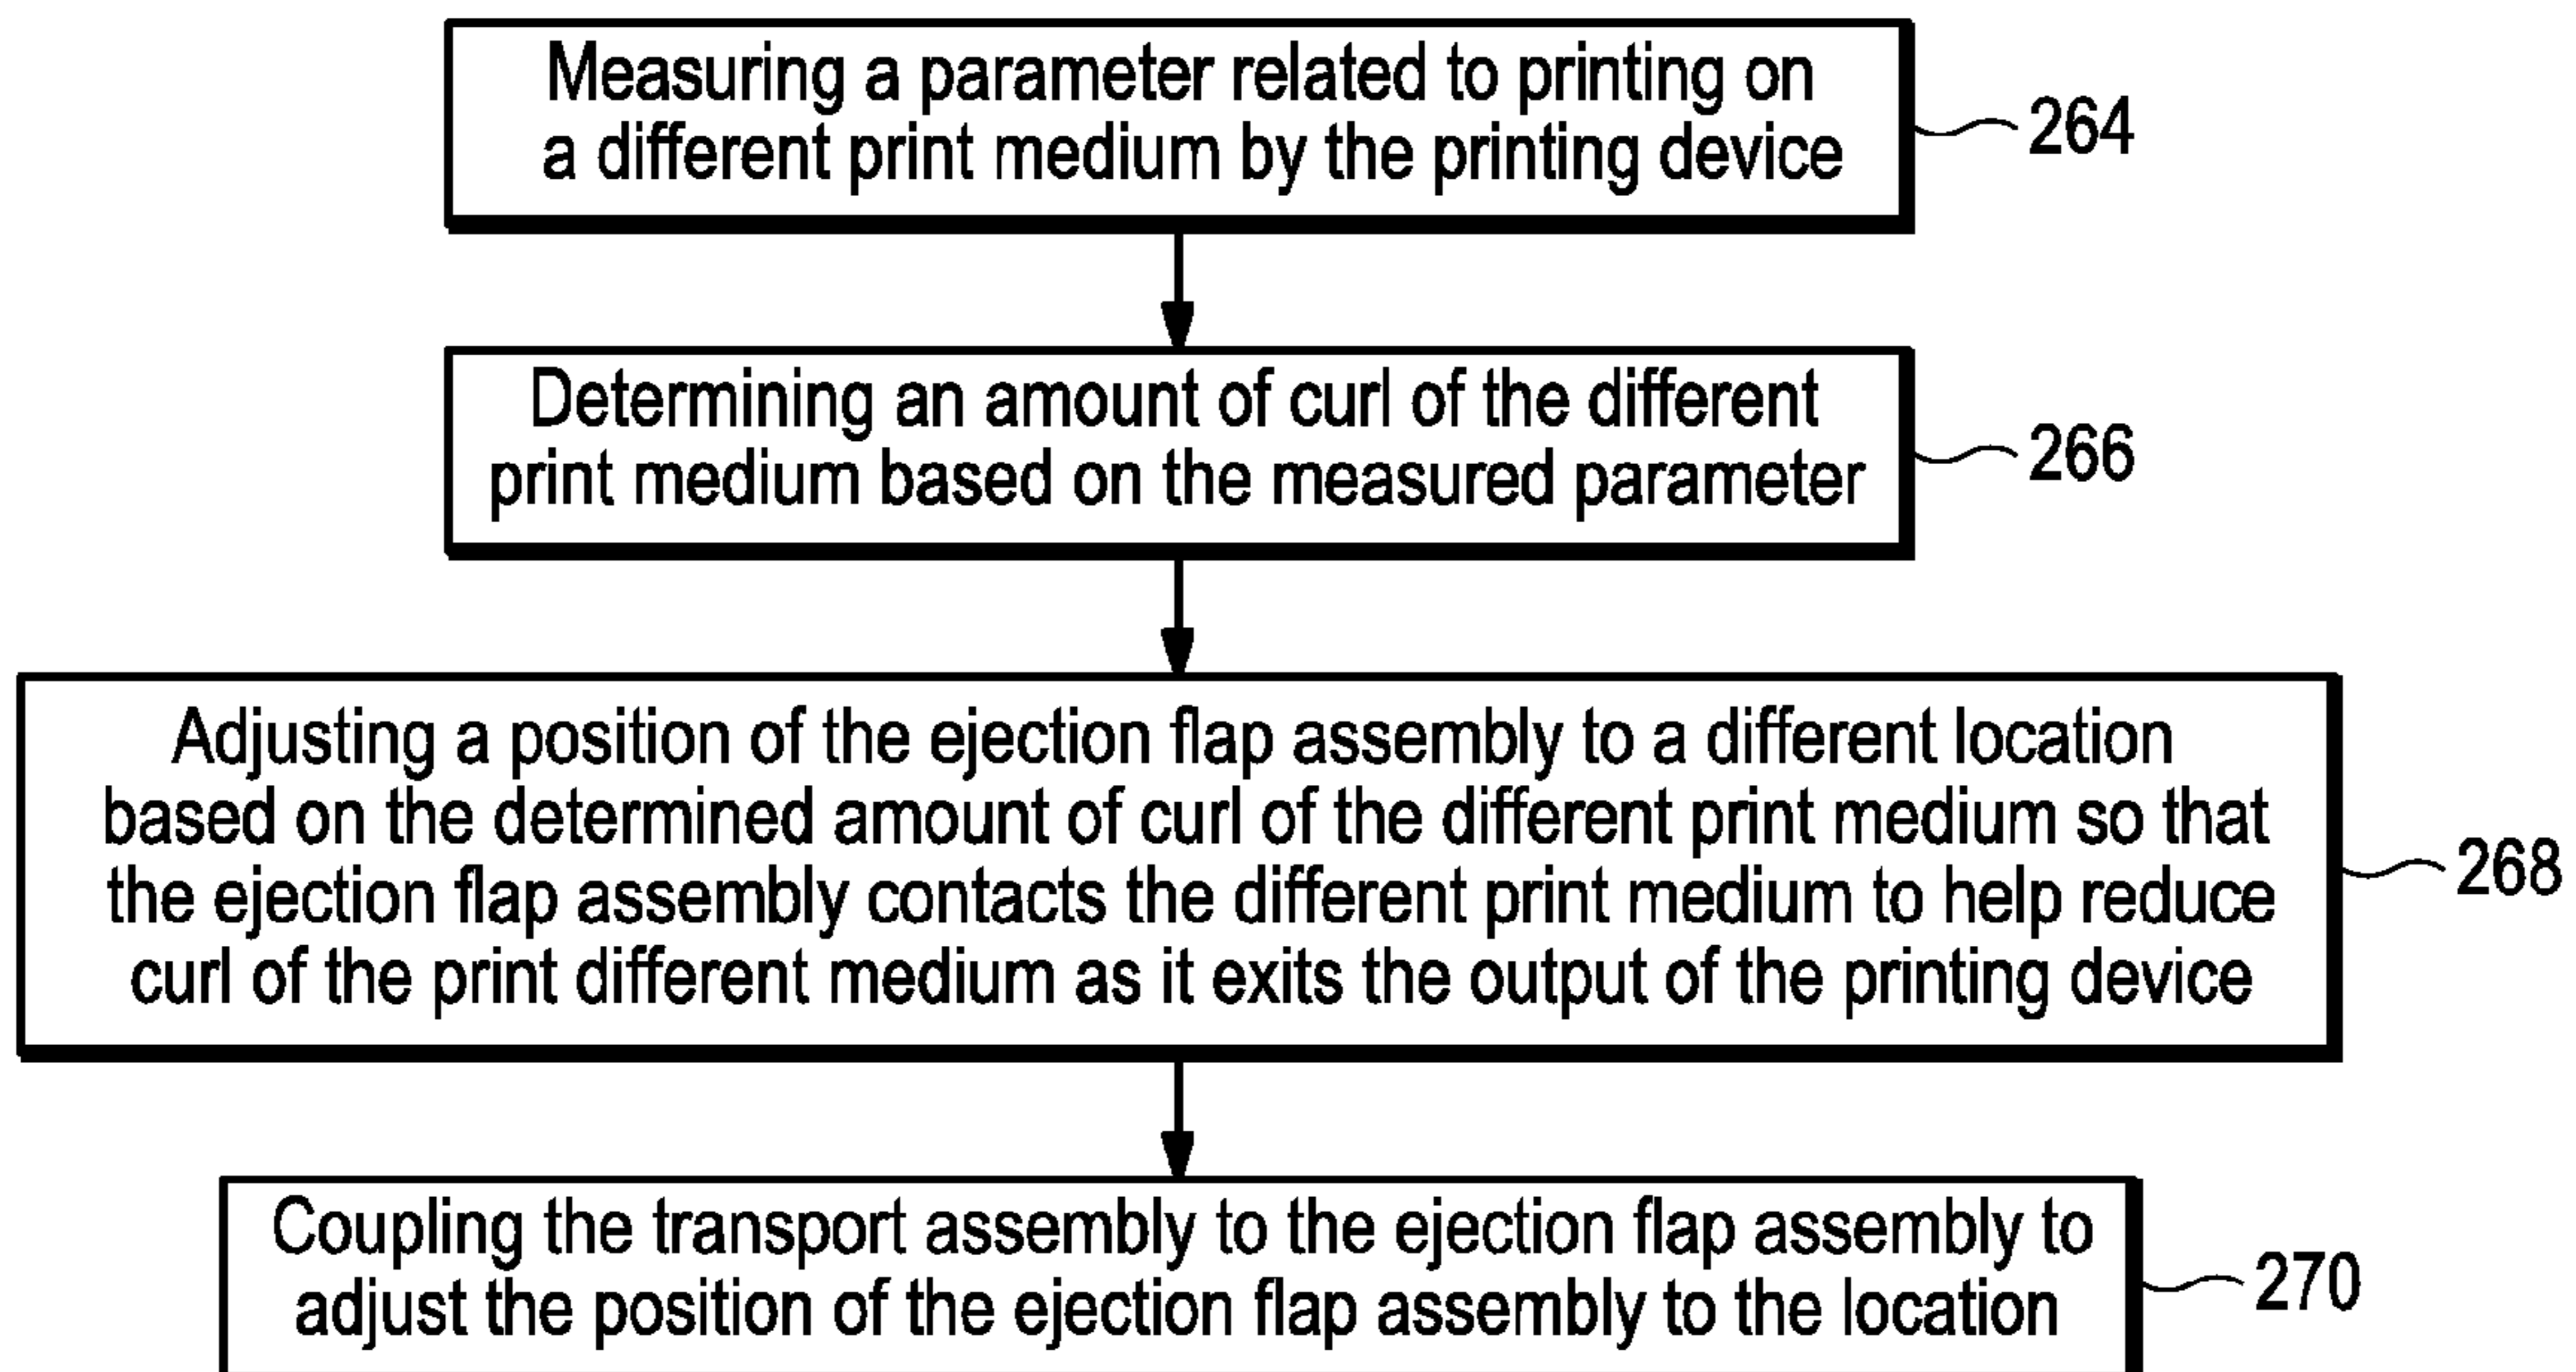 Measuring a parameter related to printing on
a different print medium by the printing device
264
Determining an amount of curl of the different
print medium based on the measured parameter
266
Adjusting a position of the ejection flap assembly to a different location
based on the determined amount of curl of the different print medium so that
the ejection flap assembly contacts the different print medium to help reduce
curl of the print different medium as it exits the output of the printing device
268
Coupling the transport assembly to the ejection flap assembly to
adjust the position of the ejection flap assembly to the location
270